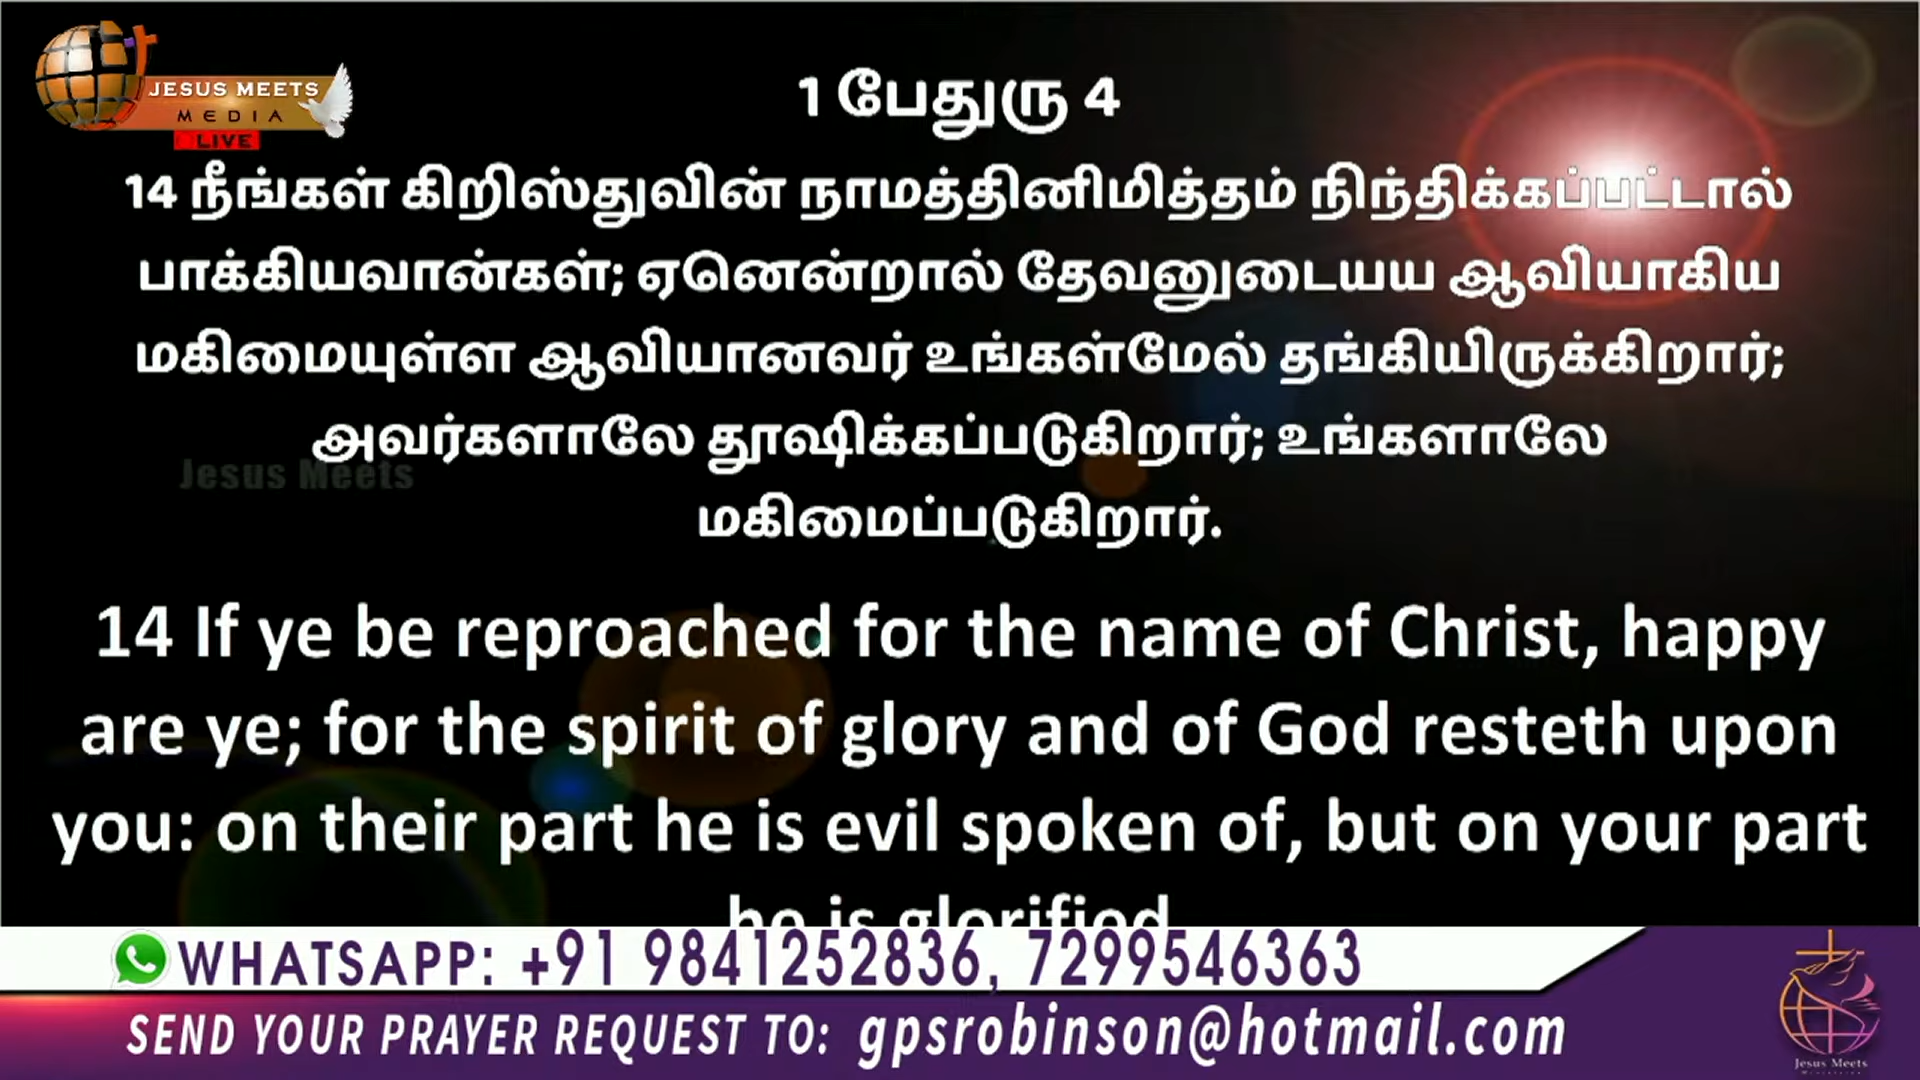 JESUS MEETS
MEDIA
LIVE
1 பேதுரு 4
14 நீங்கள் கிறிஸ்துவின் நாமத்தினிமித்தம் நிந்திக்கப்பட்டால்
பாக்கியவான்கள்; ஏனென்றால் தேவனுடையய ஆவியாகிய
மகிமையுள்ள ஆவியானவர் உங்கள்மேல் தங்கியிருக்கிறார்;
அவர்களாலே தூஷிக்கப்படுகிறார்; உங்களாலே
Jesus Meets
மகிமைப்படுகிறார்.
14 If ye be reproached for the name of Christ, happy
are ye; for the spirit of glory and of God resteth upon
you: on their part he is evil spoken of, but on your part
he is glorified
WHATSAPP: +91 9841252836, 7299546363
SEND YOUR PRAYER REQUEST TO: gpsrobinson@hotmail.com
Jesus Meets